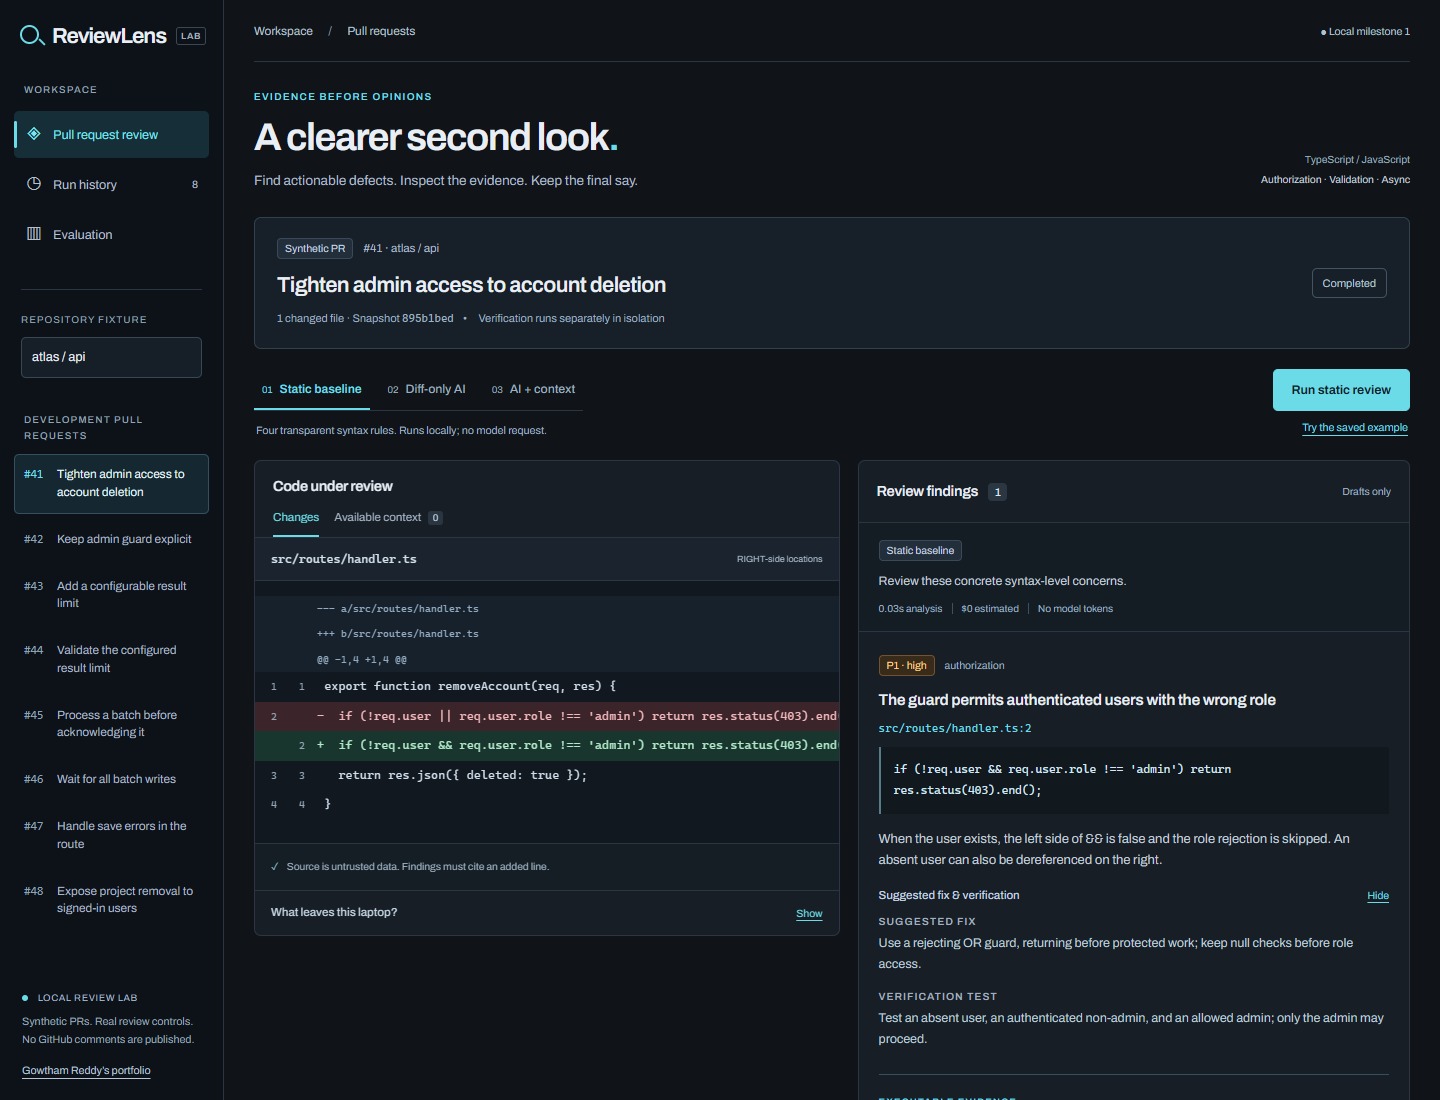 ReviewLens LAB
WORKSPACE
Pull request review
Run history 8
Evaluation
REPOSITORY FIXTURE
atlas / api
DEVELOPMENT PULL
REQUESTS
#41 Tighten admin access to
account deletion
#42 Keep admin guard explicit
#43 Add a configurable result
limit
#44 Validate the configured
result limit
#45 Process a batch before
acknowledging it
#46 Wait for all batch writes
#47 Handle save errors in the
route
#48 Expose project removal to
signed-in users
LOCAL REVIEW LAB
Synthetic PRs. Real review controls.
No GitHub comments are published.
Gowtham Reddy's portfolio
Workspace / Pull requests
● Local milestone 1
EVIDENCE BEFORE OPINIONS
A clearer second look.
Find actionable defects. Inspect the evidence. Keep the final say.
TypeScript / JavaScript
Authorization · Validation · Async
Synthetic PR #41 · atlas / api
Tighten admin access to account deletion
1 changed file · Snapshot 895b1bed • Verification runs separately in isolation
Completed
01 Static baseline 02 Diff-only AI 03 AI + context
Four transparent syntax rules. Runs locally; no model request.
Run static review
Try the saved example
Code under review
Changes Available context 0
src/routes/handler.ts RIGHT-side locations
--- a/src/routes/handler.ts
+++ b/src/routes/handler.ts
@@ -1,4 +1,4 @@
1 1 export function removeAccount(req, res) {
2 - if (!req.user || req.user.role !== 'admin') return res.status(403).end
2 + if (!req.user && req.user.role !== 'admin') return res.status(403).end
3 3 return res.json({ deleted: true });
4 4 }
✓ Source is untrusted data. Findings must cite an added line.
What leaves this laptop? Show
Review findings 1 Drafts only
Static baseline
Review these concrete syntax-level concerns.
0.03s analysis $0 estimated No model tokens
P1 · high authorization
The guard permits authenticated users with the wrong role
src/routes/handler.ts:2
if (!req.user && req.user.role !== 'admin') return
res.status(403).end();
When the user exists, the left side of && is false and the role rejection is skipped. An
absent user can also be dereferenced on the right.
Suggested fix & verification Hide
SUGGESTED FIX
Use a rejecting OR guard, returning before protected work; keep null checks before role
access.
VERIFICATION TEST
Test an absent user, an authenticated non-admin, and an allowed admin; only the admin may
proceed.